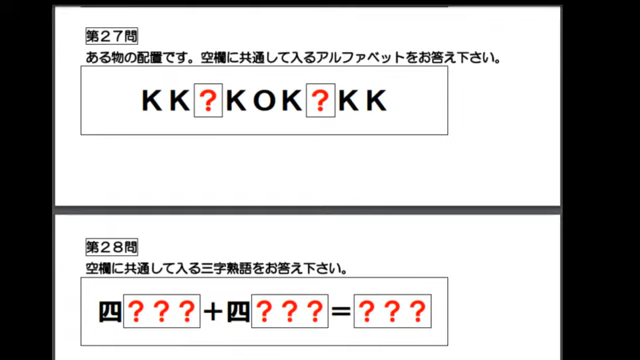 第27問
ある物の配置です。空欄に共通して入るアルファベットをお答え下さい。
KK?KOK?KK
第28問
空欄に共通して入る三字熟語をお答え下さい。
四???+四???=???